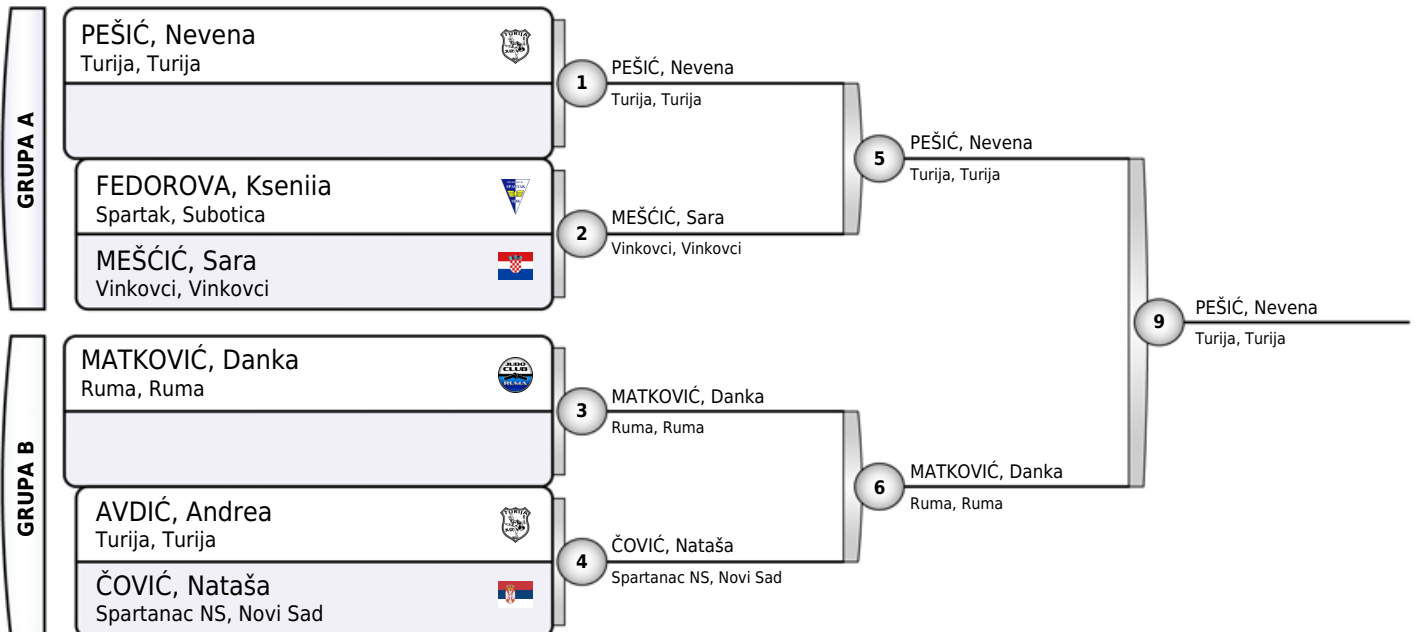 GRUPA A
PEŠIĆ, Nevena
Turija, Turija
FEDOROVA, Kseniia
Spartak, Subotica
MEŠĆIĆ, Sara
Vinkovci, Vinkovci
1
PEŠIĆ, Nevena
Turija, Turija
2
MEŠĆIĆ, Sara
Vinkovci, Vinkovci
5
PEŠIĆ, Nevena
Turija, Turija
GRUPA B
MATKOVIĆ, Danka
Ruma, Ruma
JUDO
CLUB
RUMA
AVDIĆ, Andrea
Turija, Turija
ČOVIĆ, Nataša
Spartanac NS, Novi Sad
3
MATKOVIĆ, Danka
Ruma, Ruma
4
ČOVIĆ, Nataša
Spartanac NS, Novi Sad
6
MATKOVIĆ, Danka
Ruma, Ruma
9
PEŠIĆ, Nevena
Turija, Turija